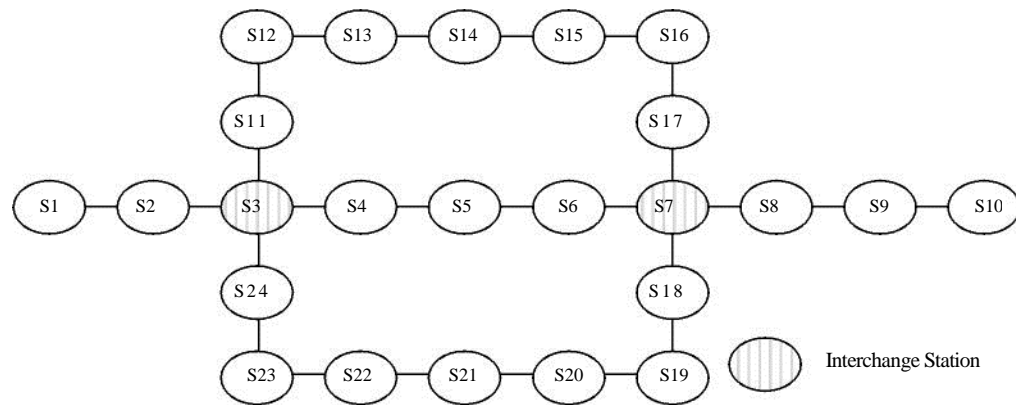 S12 S13 S14 S15 S16
S11 S17
S1 S2 S3 S4 S5 S6 S7 S8 S9 S10
S24 S18
Interchange Station
S23 S22 S21 S20 S19